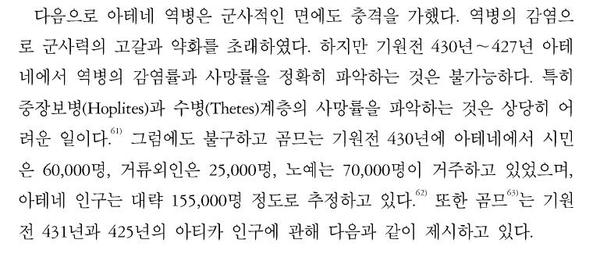 다음으로 아테네 역병은 군사적인 면에도 충격을 가했다. 역병의 감염으
로 군사력의 고갈과 약화를 초래하였다. 하지만 기원전 430년～427년 아테
네에서 역병의 감염률과 사망률을 정확히 파악하는 것은 불가능하다. 특히
중장보병(Hoplites)과 수병(Thetes)계층의 사망률을 파악하는 것은 상당히 어
려운 일이다.61) 그럼에도 불구하고 곰므는 기원전 430년에 아테네에서 시민
은 60,000명, 거류외인은 25,000명, 노예는 70,000명이 거주하고 있었으며,
아테네 인구는 대략 155,000명 정도로 추정하고 있다.62) 또한 곰므63)는 기원
전 431년과 425년의 아티카 인구에 관해 다음과 같이 제시하고 있다.